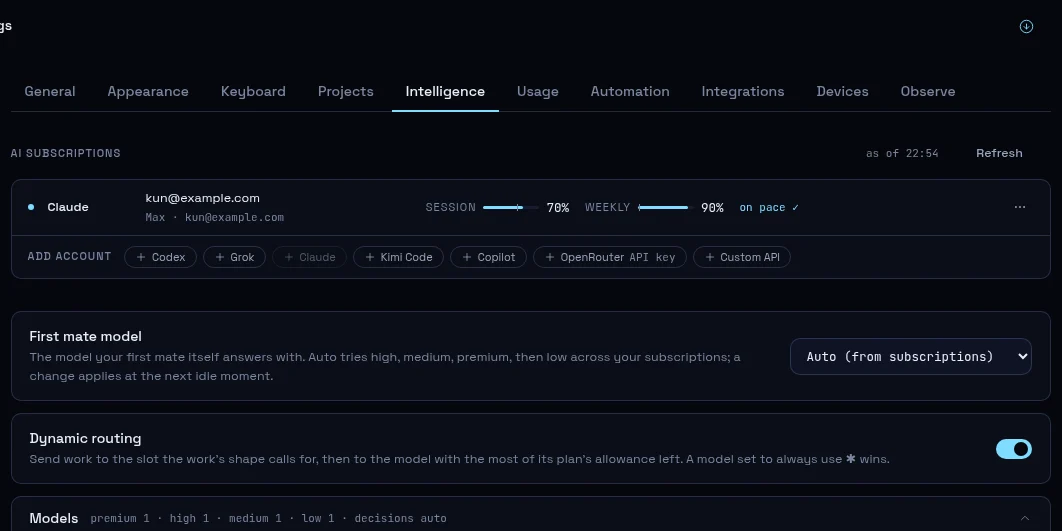 gs
General Appearance Keyboard Projects Intelligence Usage Automation Integrations Devices Observe
AI SUBSCRIPTIONS as of 22:54 Refresh
Claude kun@example.com SESSION 70% WEEKLY 90% on pace ✓ ···
Max · kun@example.com
ADD ACCOUNT + Codex + Grok + Claude + Kimi Code + Copilot + OpenRouter API key + Custom API
First mate model
The model your first mate itself answers with. Auto tries high, medium, premium, then low across your subscriptions; a
change applies at the next idle moment.
Auto (from subscriptions)
Dynamic routing
Send work to the slot the work's shape calls for, then to the model with the most of its plan's allowance left. A model set to always use ✱ wins.
Models premium 1 · high 1 · medium 1 · low 1 · decisions auto